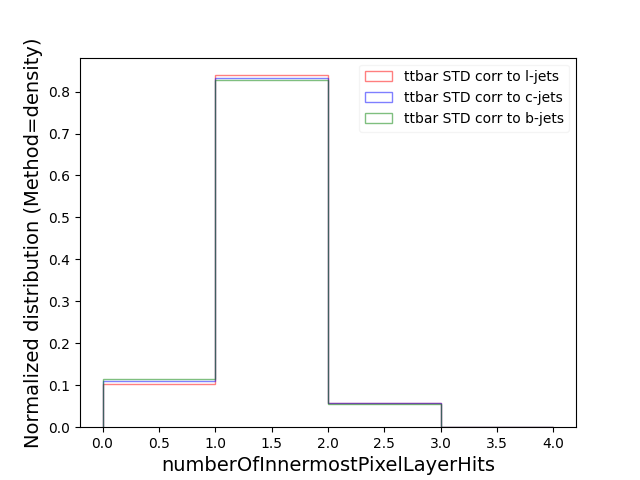 ttbar STD corr to l-jets
ttbar STD corr to c-jets
ttbar STD corr to b-jets
Normalized distribution (Method=density)
0.8
0.7
0.6
0.5
0.4
0.3
0.2
0.1
0.0
0.0 0.5 1.0 1.5 2.0 2.5 3.0 3.5 4.0
numberOfInnermostPixelLayerHits